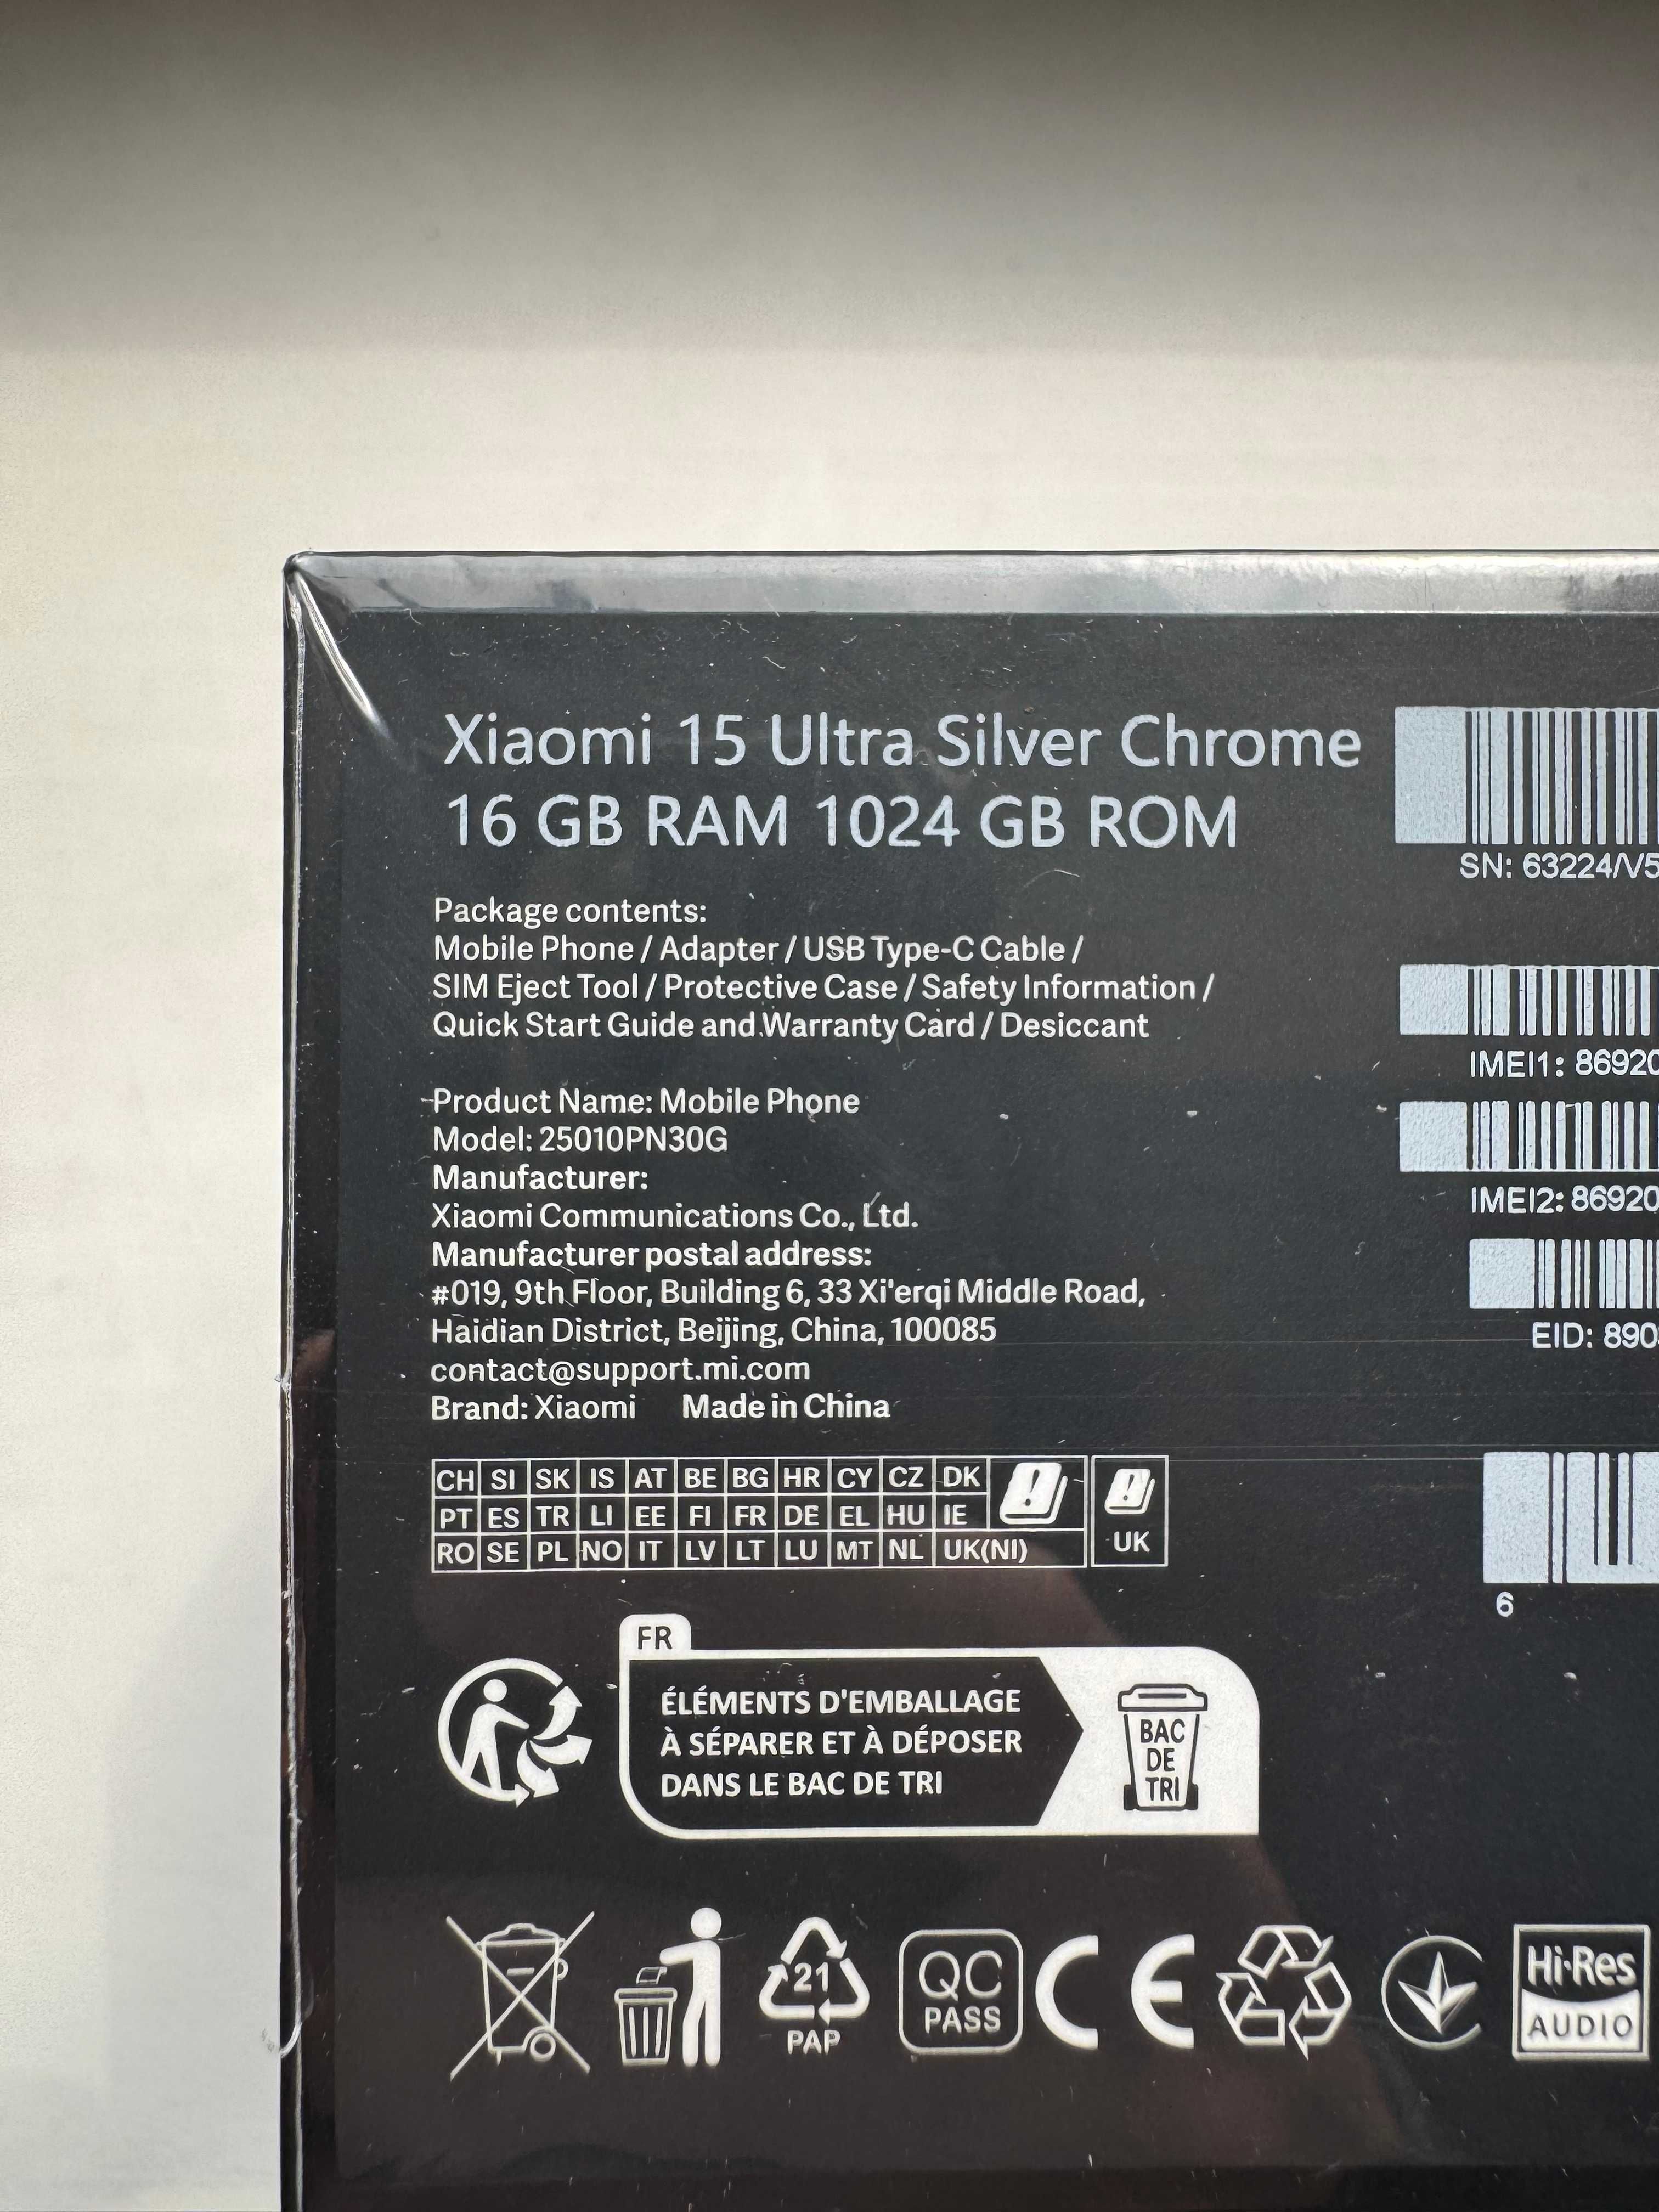 Xiaomi 15 Ultra Silver Chrome
16 GB RAM 1024 GB ROM
SN: 63224/V5
Package contents:
Mobile Phone / Adapter / USB Type-C Cable /
SIM Eject Tool / Protective Case / Safety Information /
Quick Start Guide and Warranty Card / Desiccant
IMEI1: 86920
Product Name: Mobile Phone
Model: 25010PN30G
Manufacturer:
IMEI2: 86920
Xiaomi Communications Co., Ltd.
Manufacturer postal address:
#019, 9th Floor, Building 6, 33 Xi'erqi Middle Road,
Haidian District, Beijing, China, 100085
EID: 890
contact@support.mi.com
Brand: Xiaomi Made in China
CH SI SK IS AT BE BG HR CY CZ DK
PT ES TR LI EE FI FR DE EL HU IE
RO SE PL NO IT LV LT LU MT NL UK(NI)
UK
6
FR
ÉLÉMENTS D'EMBALLAGE
À SÉPARER ET À DÉPOSER
DANS LE BAC DE TRI
BAC
DE
TRI
21
PAP
QC
PASS
CE
Hi-Res
AUDIO